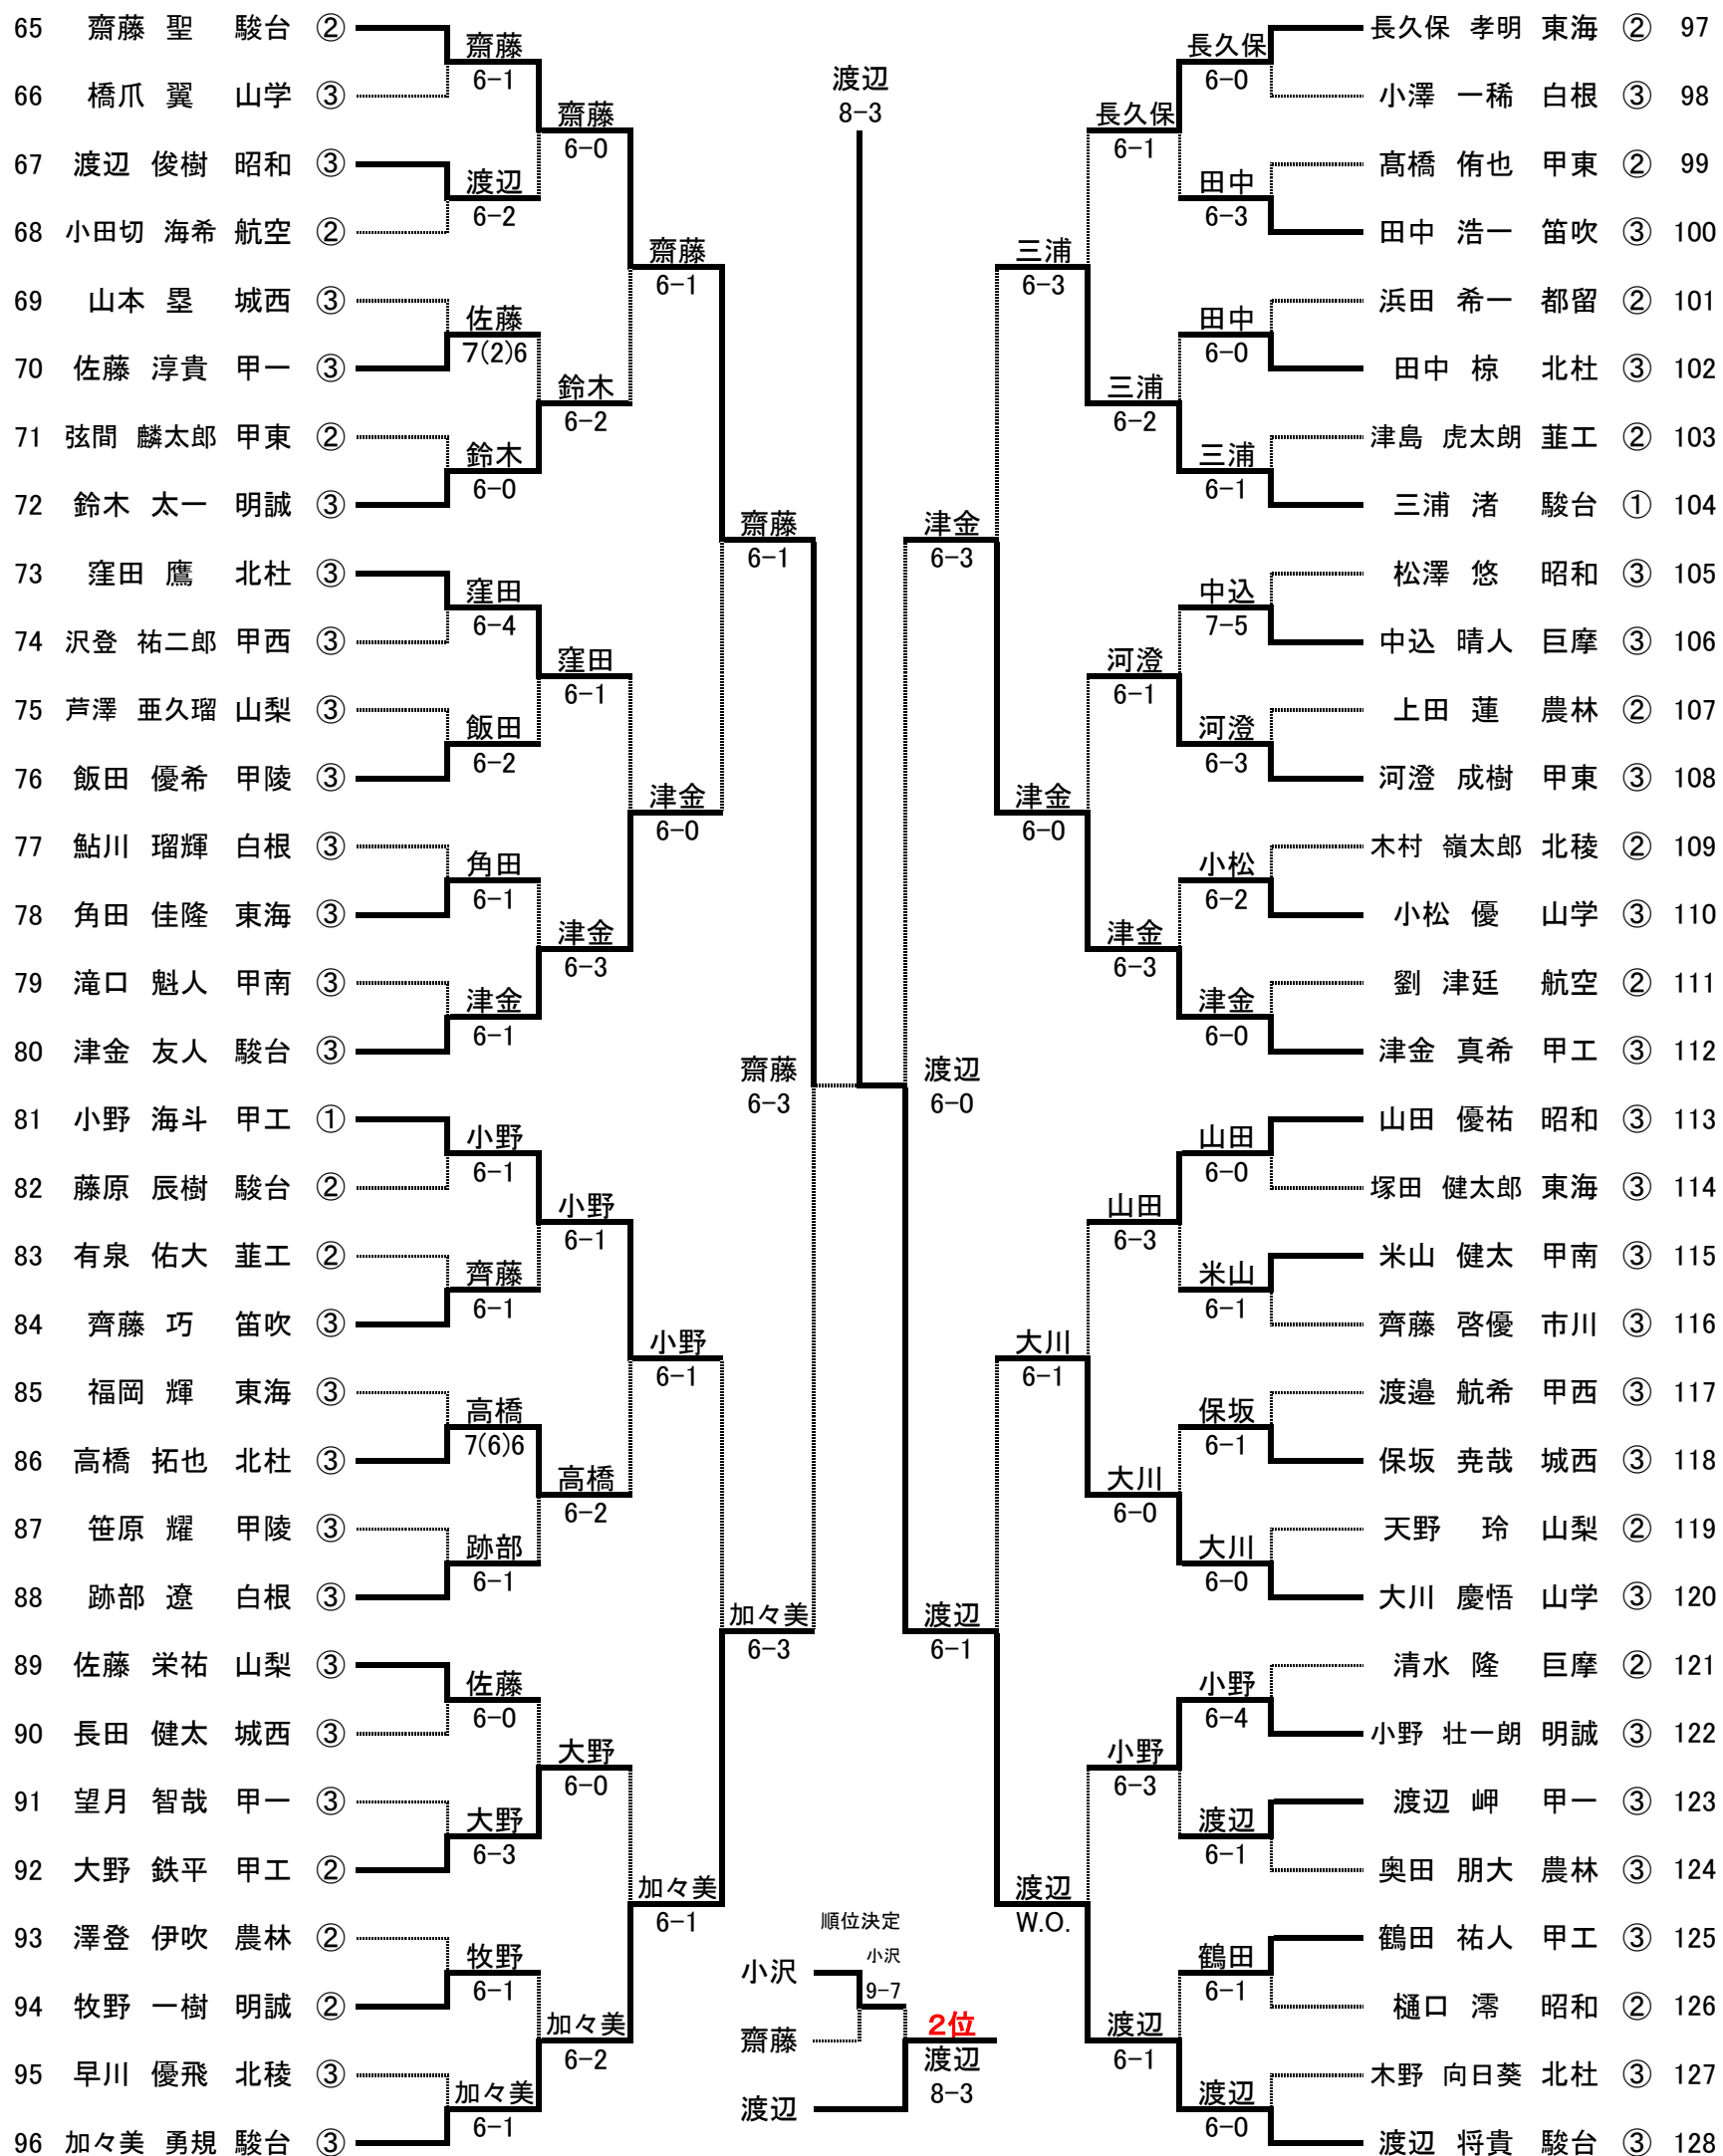 65 齋藤 聖 駿台 ②
66 橋爪 翼 山学 ③
67 渡辺 俊樹 昭和 ③
68 小田切 海希 航空 ②
69 山本 塁 城西 ③
70 佐藤 淳貴 甲一 ③
71 弦間 麟太郎 甲東 ②
72 鈴木 太一 明誠 ③
73 窪田 鷹 北杜 ③
74 沢登 祐二郎 甲西 ③
75 芦澤 亜久瑠 山梨 ③
76 飯田 優希 甲陵 ③
77 鮎川 瑠輝 白根 ③
78 角田 佳隆 東海 ③
79 滝口 魁人 甲南 ③
80 津金 友人 駿台 ③
81 小野 海斗 甲工 ①
82 藤原 辰樹 駿台 ②
83 有泉 佑大 韮工 ②
84 齊藤 巧 笛吹 ③
85 福岡 輝 東海 ③
86 高橋 拓也 北杜 ③
87 笹原 耀 甲陵 ③
88 跡部 遼 白根 ③
89 佐藤 栄祐 山梨 ③
90 長田 健太 城西 ③
91 望月 智哉 甲一 ③
92 大野 鉄平 甲工 ②
93 澤登 伊吹 農林 ②
94 牧野 一樹 明誠 ②
95 早川 優飛 北稜 ③
96 加々美 勇規 駿台 ③
齋藤
6-1
渡辺
6-2
佐藤
7(2)6
鈴木
6-0
窪田
6-4
飯田
6-2
角田
6-1
津金
6-1
小野
6-1
齊藤
6-1
高橋
7(6)6
跡部
6-1
佐藤
6-0
大野
6-3
牧野
6-1
加々美
6-1
齋藤
6-0
鈴木
6-2
窪田
6-1
津金
6-3
小野
6-1
高橋
6-2
大野
6-0
加々美
6-2
齋藤
6-1
津金
6-0
小野
6-1
加々美
6-1
齋藤
6-1
加々美
6-3
齋藤
6-3
渡辺
8-3
渡辺
6-0
津金
6-3
渡辺
6-1
三浦
6-3
津金
6-0
大川
6-1
渡辺
W.O.
長久保
6-1
三浦
6-2
河澄
6-1
津金
6-3
山田
6-3
大川
6-0
小野
6-3
渡辺
6-1
長久保
6-0
田中
6-3
田中
6-0
三浦
6-1
中込
7-5
河澄
6-3
小松
6-2
津金
6-0
山田
6-0
米山
6-1
保坂
6-1
大川
6-0
小野
6-4
渡辺
6-1
鶴田
6-1
渡辺
6-0
長久保 孝明 東海 ② 97
小澤 一稀 白根 ③ 98
髙橋 侑也 甲東 ② 99
田中 浩一 笛吹 ③ 100
浜田 希一 都留 ② 101
田中 椋 北杜 ③ 102
津島 虎太朗 韮工 ② 103
三浦 渚 駿台 ① 104
松澤 悠 昭和 ③ 105
中込 晴人 巨摩 ③ 106
上田 蓮 農林 ② 107
河澄 成樹 甲東 ③ 108
木村 嶺太郎 北稜 ② 109
小松 優 山学 ③ 110
劉 津廷 航空 ② 111
津金 真希 甲工 ③ 112
山田 優祐 昭和 ③ 113
塚田 健太郎 東海 ③ 114
米山 健太 甲南 ③ 115
齊藤 啓優 市川 ③ 116
渡邉 航希 甲西 ③ 117
保坂 尭哉 城西 ③ 118
天野 玲 山梨 ② 119
大川 慶悟 山学 ③ 120
清水 隆 巨摩 ② 121
小野 壮一朗 明誠 ③ 122
渡辺 岬 甲一 ③ 123
奥田 朋大 農林 ③ 124
鶴田 祐人 甲工 ③ 125
樋口 澪 昭和 ② 126
木野 向日葵 北杜 ③ 127
渡辺 将貴 駿台 ③ 128
順位決定
小沢
小沢
9-7
齋藤
2位
渡辺
8-3
渡辺